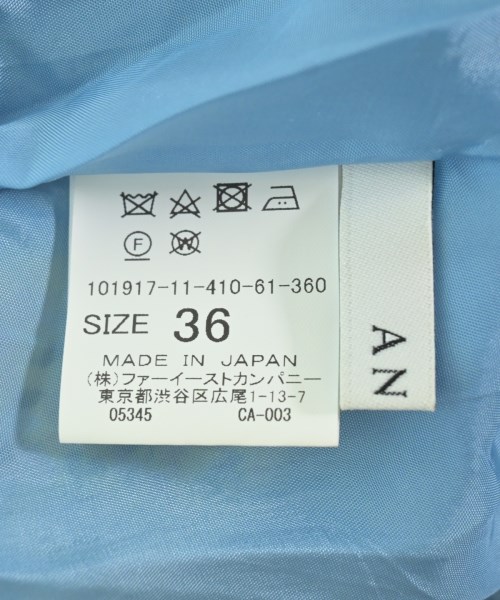 F
W
101917-11-410-61-360
SIZE 36
MADE IN JAPAN
(株)ファーイーストカンパニー
東京都渋谷区広尾1-13-7
05345 CA-003
AN